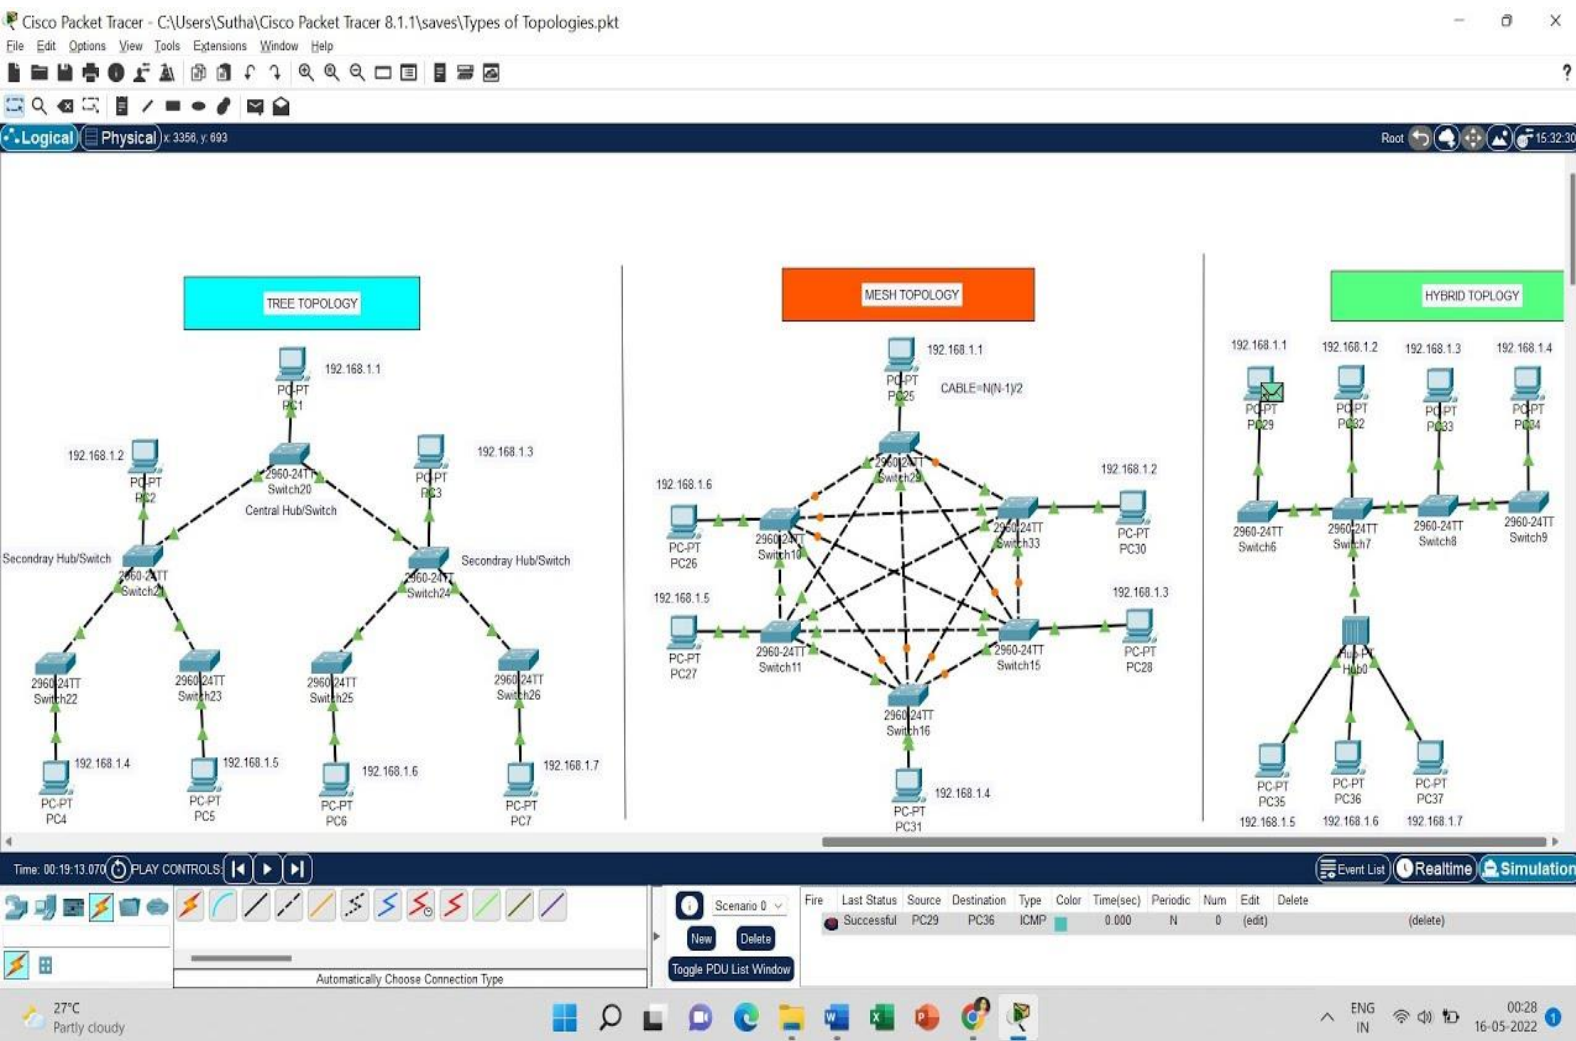 Cisco Packet Tracer - C:\Users\Sutha\Cisco Packet Tracer 8.1.1\saves\Types of Topologies.pkt
File Edit Options View Tools Extensions Window Help
?
Logical Physical x: 3356, y: 693 Root 15:32:30
TREE TOPOLOGY
192.168.1.1
PC-PT
PC1
192.168.1.2
PC-PT
PC2
192.168.1.3
PC-PT
PC3
2960-24TT
Switch20
Central Hub/Switch
Secondray Hub/Switch
2960-24TT
Switch21
Secondray Hub/Switch
2960-24TT
Switch24
2960-24TT
Switch22
2960-24TT
Switch23
2960-24TT
Switch25
2960-24TT
Switch26
192.168.1.4
PC-PT
PC4
192.168.1.5
PC-PT
PC5
192.168.1.6
PC-PT
PC6
192.168.1.7
PC-PT
PC7
MESH TOPOLOGY
192.168.1.1
PC-PT
PC25
CABLE=N(N-1)/2
2960-24TT
Switch29
192.168.1.6
PC-PT
PC26
2960-24TT
Switch10
192.168.1.2
PC-PT
PC30
2960-24TT
Switch33
192.168.1.5
PC-PT
PC27
2960-24TT
Switch11
192.168.1.3
PC-PT
PC28
2960-24TT
Switch15
2960-24TT
Switch16
192.168.1.4
PC-PT
PC31
HYBRID TOPLOGY
192.168.1.1
PC-PT
PC29
192.168.1.2
PC-PT
PC32
192.168.1.3
PC-PT
PC33
192.168.1.4
PC-PT
PC34
2960-24TT
Switch6
2960-24TT
Switch7
2960-24TT
Switch8
2960-24TT
Switch9
Hub-PT
Hub0
PC-PT
PC35
192.168.1.5
PC-PT
PC36
192.168.1.6
PC-PT
PC37
192.168.1.7
Time: 00:19:13.070 PLAY CONTROLS: Event List Realtime Simulation
Automatically Choose Connection Type
Scenario 0
New Delete
Toggle PDU List Window
Fire Last Status Source Destination Type Color Time(sec) Periodic Num Edit Delete
Successful PC29 PC36 ICMP 0.000 N 0 (edit) (delete)
27°C
Partly cloudy
ENG
IN
00:28
16-05-2022
1